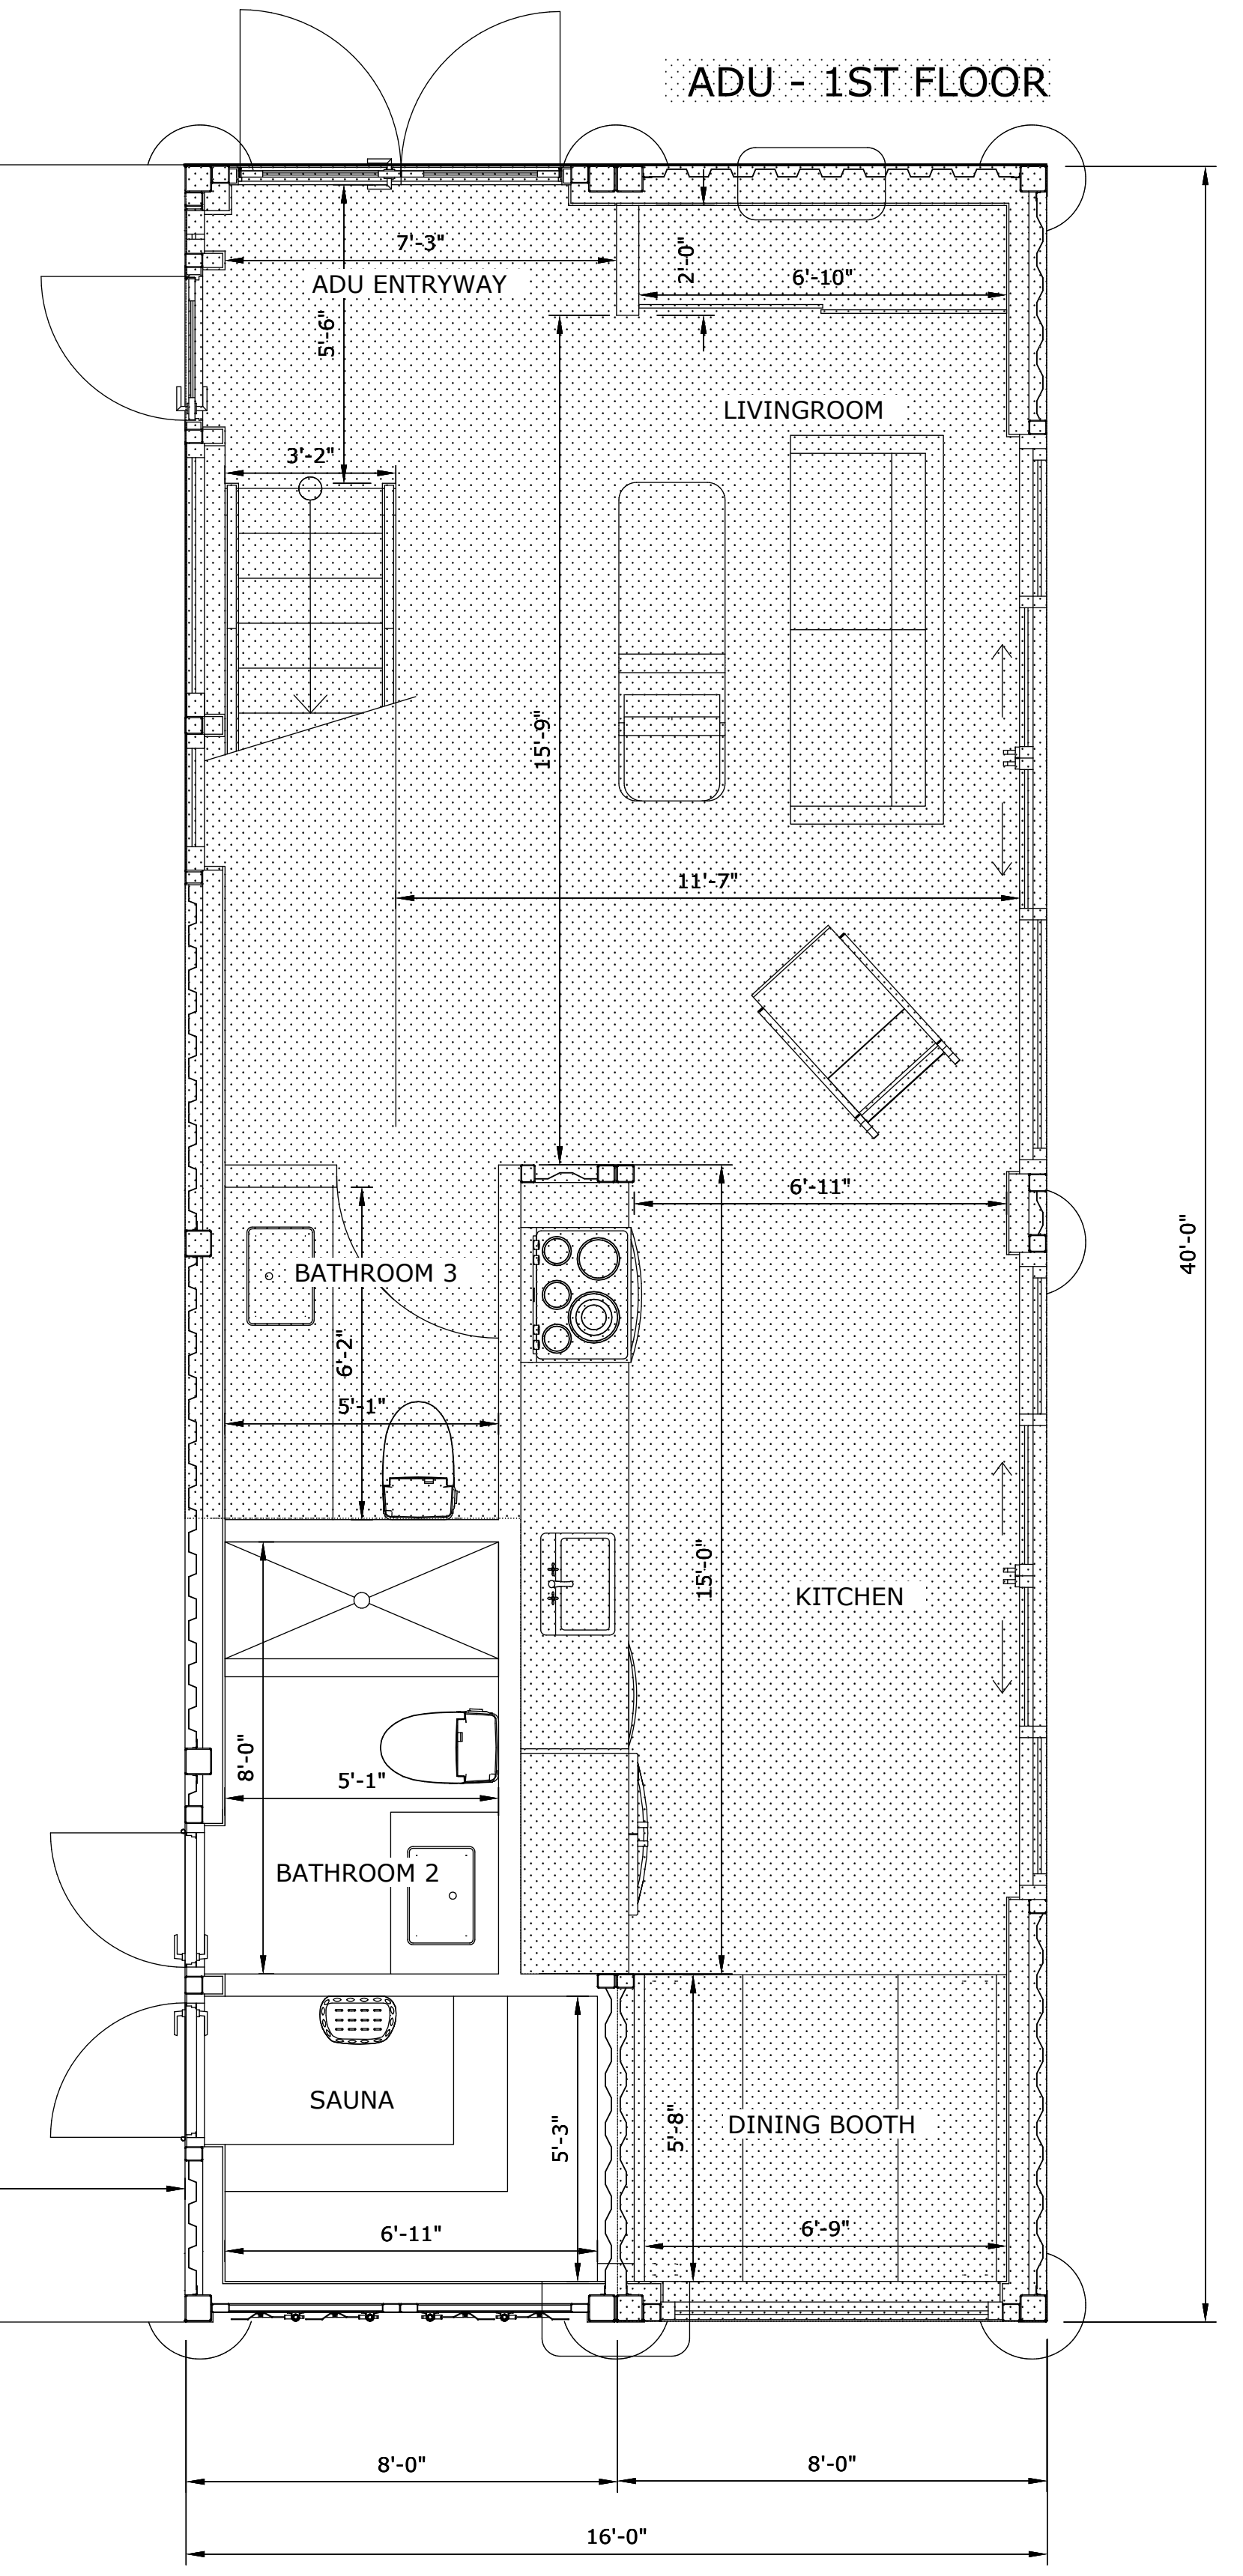 ADU - 1ST FLOOR
7'-3"
2'-0"
6'-10"
ADU ENTRYWAY
5'-6"
LIVINGROOM
3'-2"
15'-9"
11'-7"
6'-11"
40'-0"
BATHROOM 3
6'-2"
5'-1"
15'-0"
KITCHEN
8'-0"
5'-1"
BATHROOM 2
SAUNA
5'-3"
5'-8"
DINING BOOTH
6'-11"
6'-9"
8'-0"
8'-0"
16'-0"